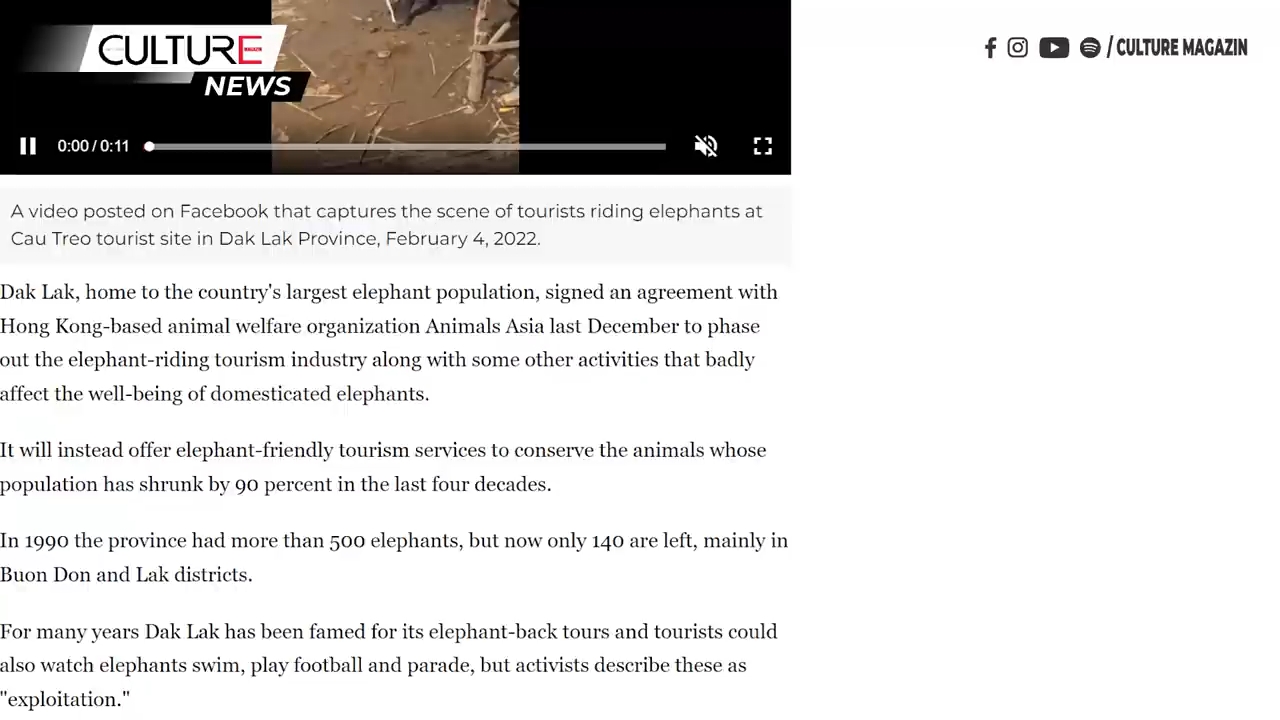 CULTURE
NEWS
/ CULTURE MAGAZIN
0:00 / 0:11
A video posted on Facebook that captures the scene of tourists riding elephants at
Cau Treo tourist site in Dak Lak Province, February 4, 2022.
Dak Lak, home to the country's largest elephant population, signed an agreement with
Hong Kong-based animal welfare organization Animals Asia last December to phase
out the elephant-riding tourism industry along with some other activities that badly
affect the well-being of domesticated elephants.
It will instead offer elephant-friendly tourism services to conserve the animals whose
population has shrunk by 90 percent in the last four decades.
In 1990 the province had more than 500 elephants, but now only 140 are left, mainly in
Buon Don and Lak districts.
For many years Dak Lak has been famed for its elephant-back tours and tourists could
also watch elephants swim, play football and parade, but activists describe these as
"exploitation."